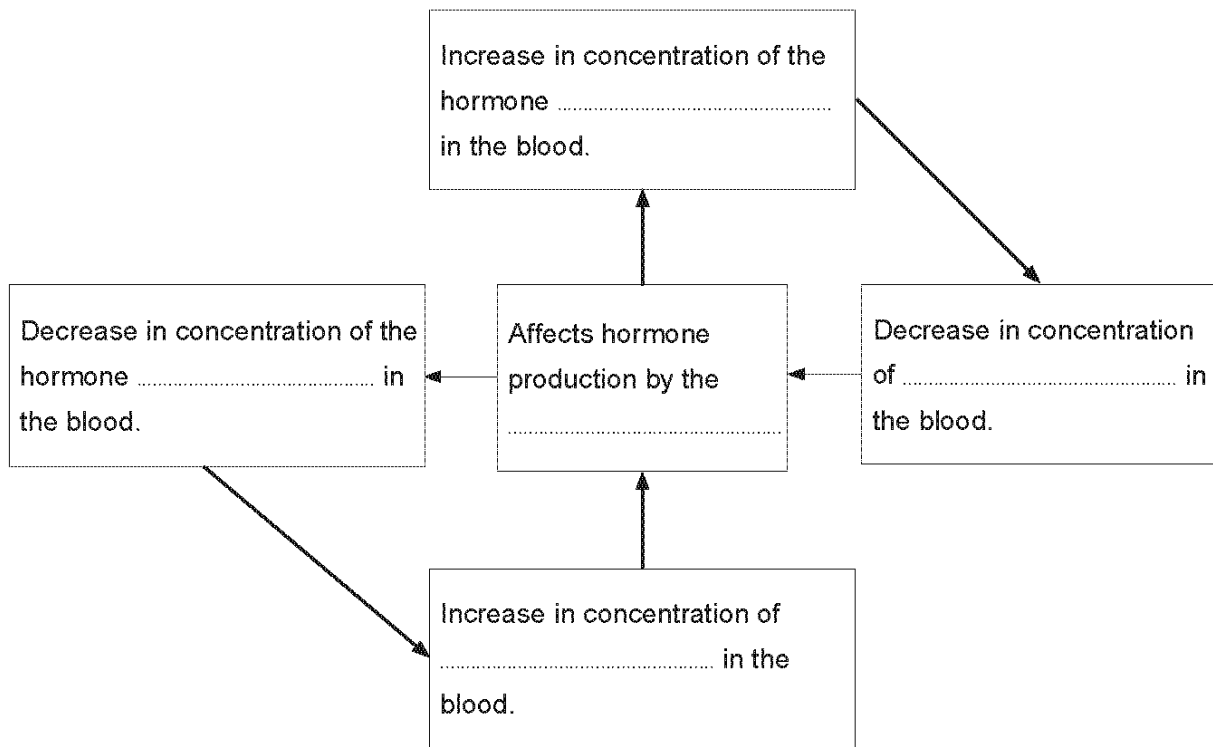 Increase in concentration of the
hormone ......................................................
in the blood.
Decrease in concentration of the
hormone ............................................... in
the blood.
Affects hormone
production by the
......................................................
Decrease in concentration
of ...................................................... in
the blood.
Increase in concentration of
...................................................... in the
blood.